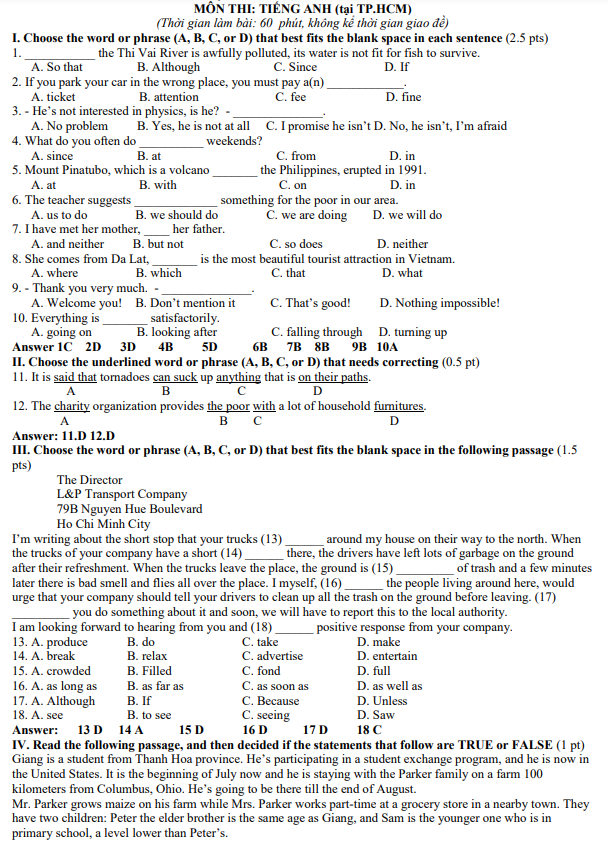 MÔN THI: TIẾNG ANH (tại TP.HCM)
(Thời gian làm bài: 60 phút, không kể thời gian giao đề)
I. Choose the word or phrase (A, B, C, or D) that best fits the blank space in each sentence (2.5 pts)
1. ___________ the Thi Vai River is awfully polluted, its water is not fit for fish to survive.
A. So that B. Although C. Since D. If
2. If you park your car in the wrong place, you must pay a(n) ____________.
A. ticket B. attention C. fee D. fine
3. - He's not interested in physics, is he? - ______________.
A. No problem B. Yes, he is not at all C. I promise he isn't D. No, he isn't, I'm afraid
4. What do you often do __________ weekends?
A. since B. at C. from D. in
5. Mount Pinatubo, which is a volcano _______ the Philippines, erupted in 1991.
A. at B. with C. on D. in
6. The teacher suggests _____________ something for the poor in our area.
A. us to do B. we should do C. we are doing D. we will do
7. I have met her mother, ____ her father.
A. and neither B. but not C. so does D. neither
8. She comes from Da Lat, _______ is the most beautiful tourist attraction in Vietnam.
A. where B. which C. that D. what
9. - Thank you very much. - ______________.
A. Welcome you! B. Don't mention it C. That's good! D. Nothing impossible!
10. Everything is _______ satisfactorily.
A. going on B. looking after C. falling through D. turning up
Answer 1C 2D 3D 4B 5D 6B 7B 8B 9B 10A
II. Choose the underlined word or phrase (A, B, C, or D) that needs correcting (0.5 pt)
11. It is said that tornadoes can suck up anything that is on their paths.
A B C D
12. The charity organization provides the poor with a lot of household furnitures.
A B C D
Answer: 11.D 12.D
III. Choose the word or phrase (A, B, C, or D) that best fits the blank space in the following passage (1.5
pts)
The Director
L&P Transport Company
79B Nguyen Hue Boulevard
Ho Chi Minh City
I'm writing about the short stop that your trucks (13) ______ around my house on their way to the north. When
the trucks of your company have a short (14) ______ there, the drivers have left lots of garbage on the ground
after their refreshment. When the trucks leave the place, the ground is (15) _________ of trash and a few minutes
later there is bad smell and flies all over the place. I myself, (16) ______ the people living around here, would
urge that your company should tell your drivers to clean up all the trash on the ground before leaving. (17)
_________ you do something about it and soon, we will have to report this to the local authority.
I am looking forward to hearing from you and (18) ______ positive response from your company.
13. A. produce B. do C. take D. make
14. A. break B. relax C. advertise D. entertain
15. A. crowded B. Filled C. fond D. full
16. A. as long as B. as far as C. as soon as D. as well as
17. A. Although B. If C. Because D. Unless
18. A. see B. to see C. seeing D. Saw
Answer: 13 D 14 A 15 D 16 D 17 D 18 C
IV. Read the following passage, and then decided if the statements that follow are TRUE or FALSE (1 pt)
Giang is a student from Thanh Hoa province. He's participating in a student exchange program, and he is now in
the United States. It is the beginning of July now and he is staying with the Parker family on a farm 100
kilometers from Columbus, Ohio. He's going to be there till the end of August.
Mr. Parker grows maize on his farm while Mrs. Parker works part-time at a grocery store in a nearby town. They
have two children: Peter the elder brother is the same age as Giang, and Sam is the younger one who is in
primary school, a level lower than Peter's.